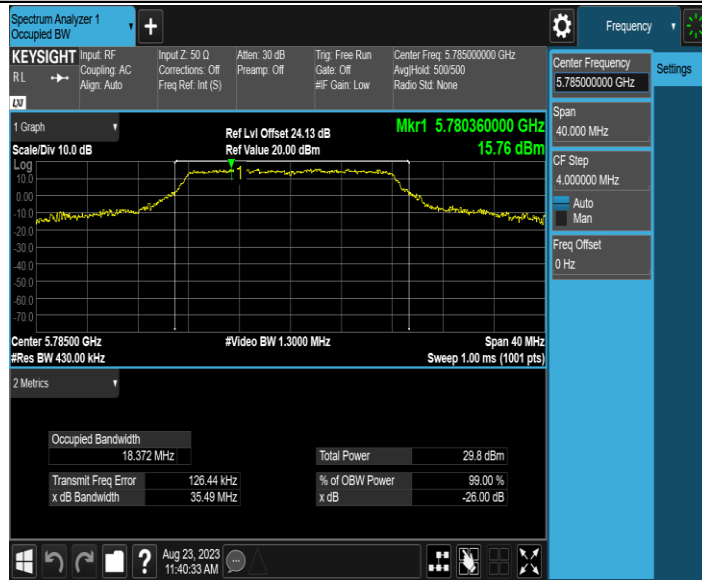 Spectrum Analyzer 1
Occupied BW
+
Frequency
KEYSIGHT
Input: RF
Coupling: AC
Align: Auto
Input Z: 50 Ω
Corrections: Off
Freq Ref: Int (S)
Atten: 30 dB
Preamp: Off
Trig: Free Run
Gate: Off
#IF Gain: Low
Center Freq: 5.785000000 GHz
Avg|Hold: 500/500
Radio Std: None
RL
LXI
Center Frequency
5.785000000 GHz
Settings
Span
40.000 MHz
CF Step
4.000000 MHz
Auto
Man
Freq Offset
0 Hz
1 Graph
Ref Lvl Offset 24.13 dB
Mkr1 5.780360000 GHz
Scale/Div 10.0 dB
Ref Value 20.00 dBm
15.76 dBm
Log
10.0
0.00
-10.0
-20.0
-30.0
-40.0
-50.0
-60.0
-70.0
1
Center 5.78500 GHz
#Video BW 1.3000 MHz
Span 40 MHz
#Res BW 430.00 kHz
Sweep 1.00 ms (1001 pts)
2 Metrics
Occupied Bandwidth
18.372 MHz
Total Power 29.8 dBm
Transmit Freq Error 126.44 kHz
% of OBW Power 99.00 %
x dB Bandwidth 35.49 MHz
x dB -26.00 dB
?
Aug 23, 2023
11:40:33 AM